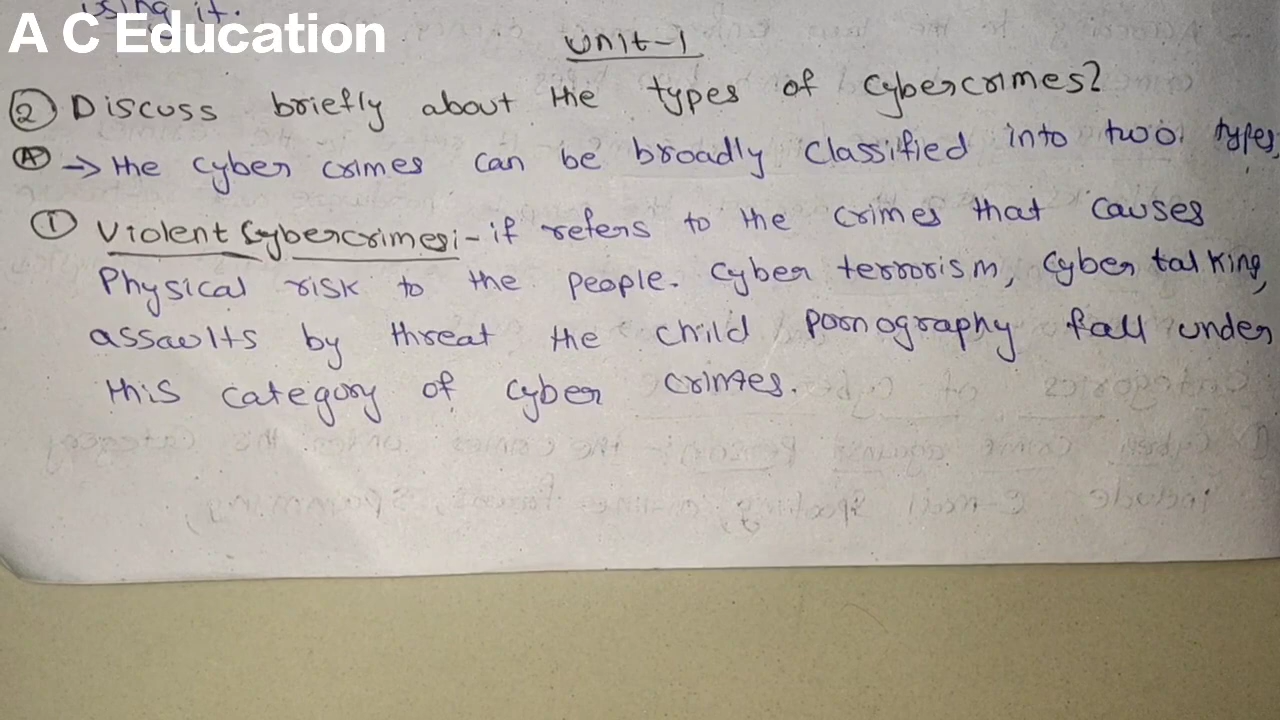 using it.
A C Education
Unit-1
② Discuss briefly about the types of cybercrimes?
Ⓐ → the cyber crimes can be broadly classified into two types,
① Violent Cybercrimes:- if refers to the crimes that causes
Physical risk to the people. Cyber terrorism, Cyber talking,
assaults by threat the child pornography fall under
this category of cyber crimes.